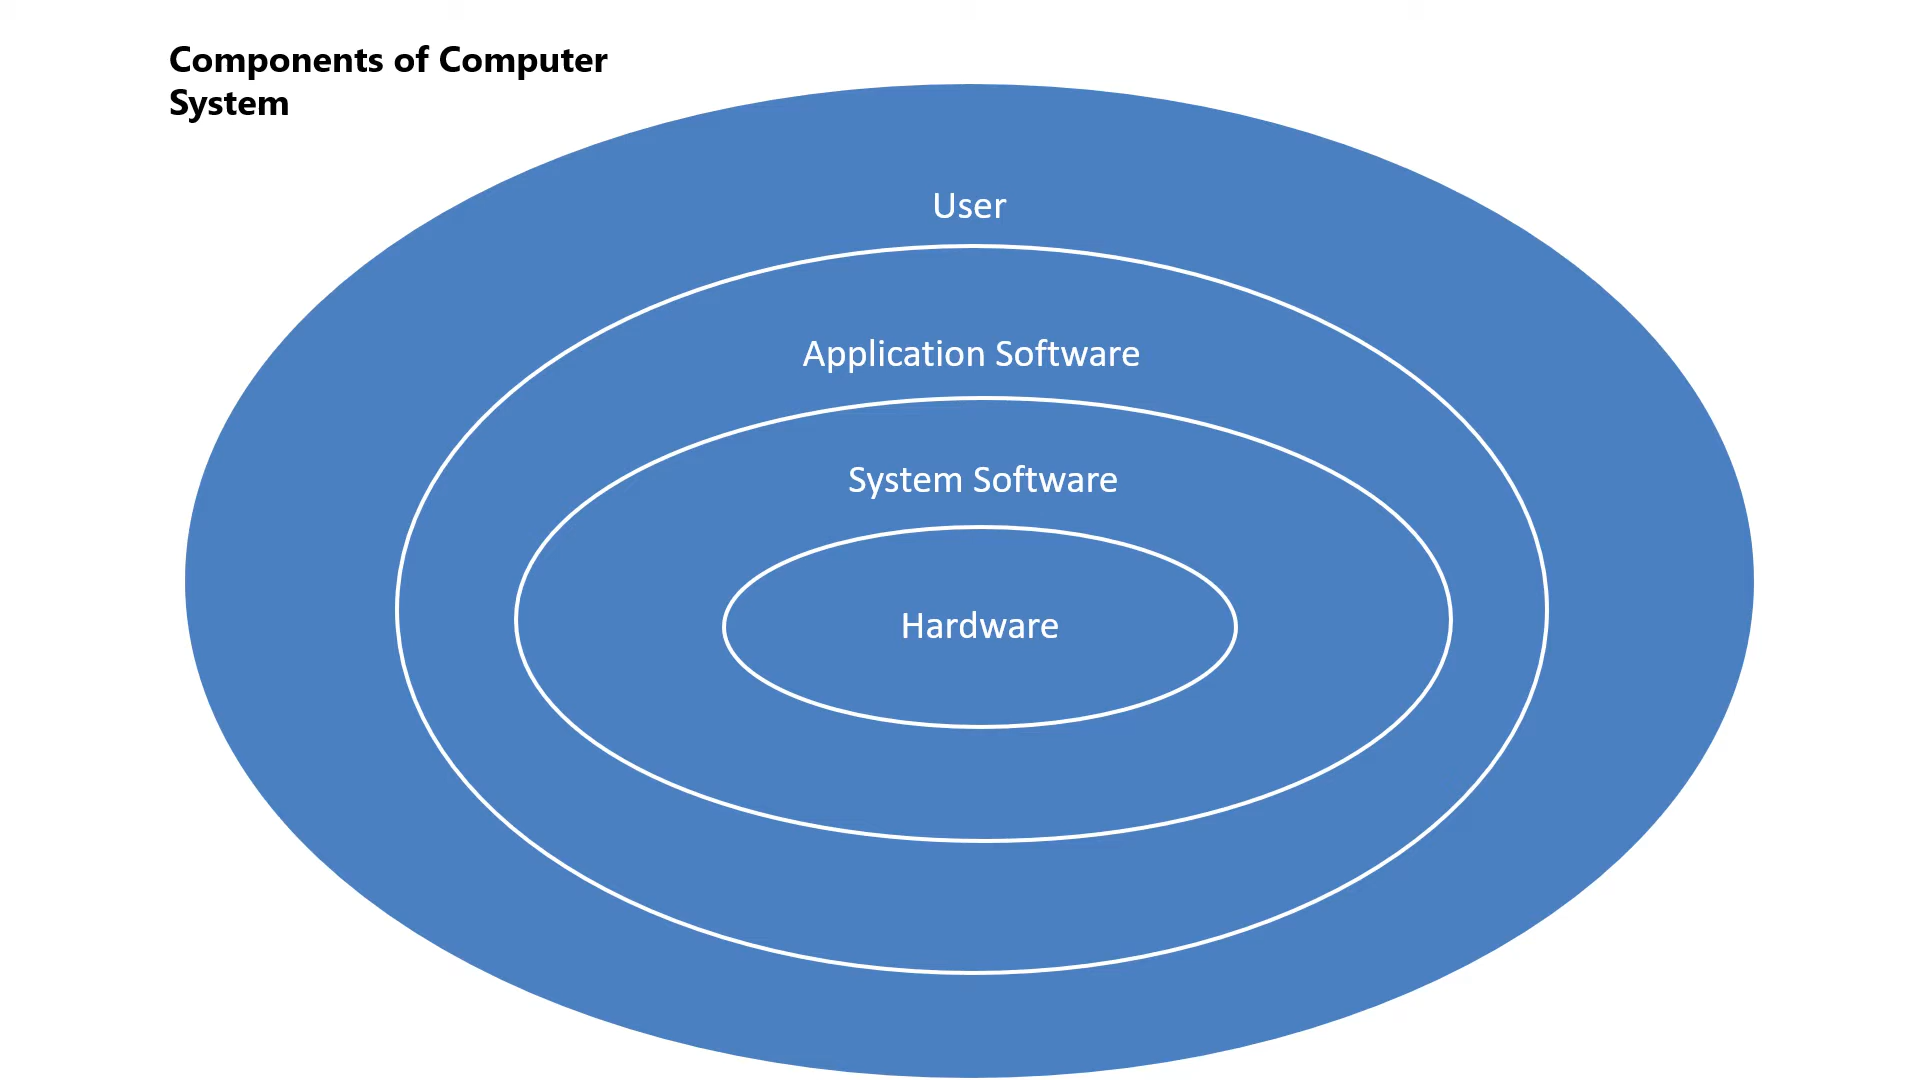 Components of Computer
System
User
Application Software
System Software
Hardware